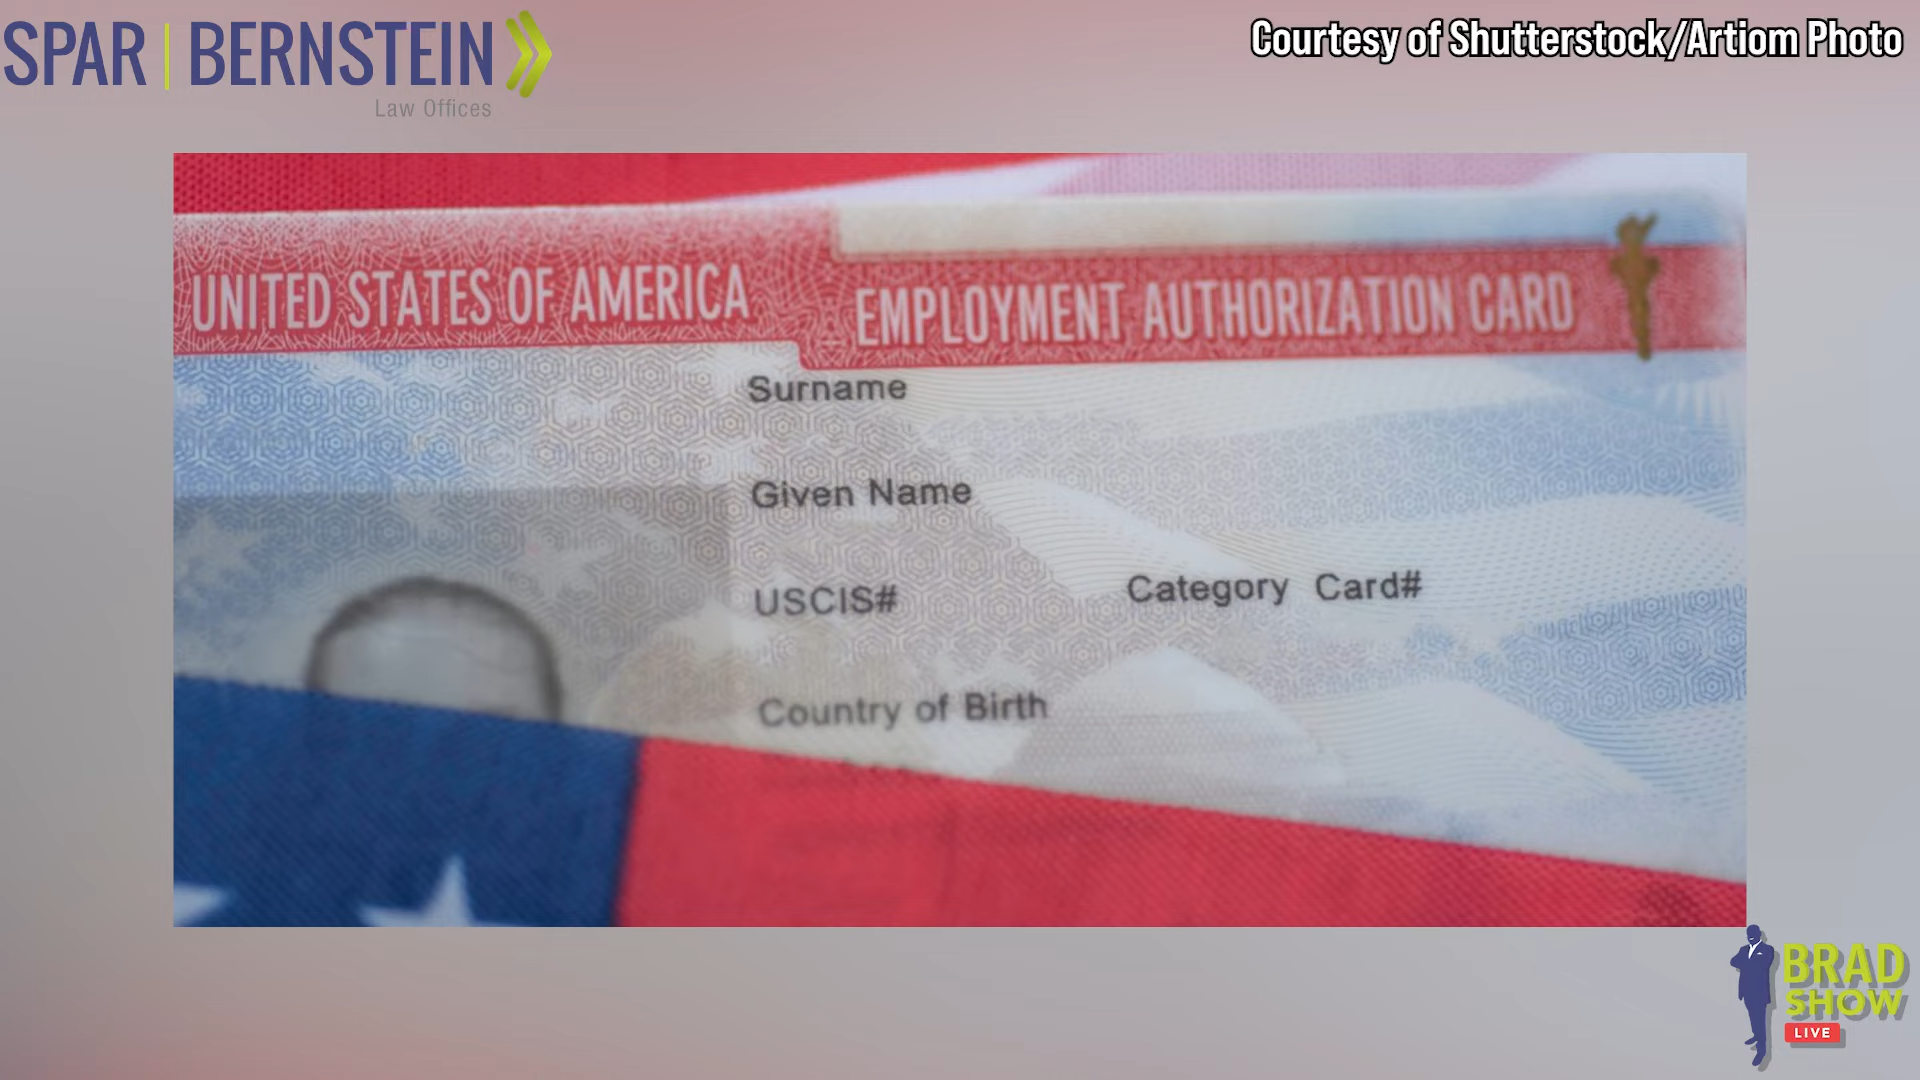 SPAR | BERNSTEIN
Law Offices
Courtesy of Shutterstock/Artiom Photo
UNITED STATES OF AMERICA
EMPLOYMENT AUTHORIZATION CARD
Surname
Given Name
USCIS#
Category Card#
Country of Birth
BRAD
SHOW
LIVE